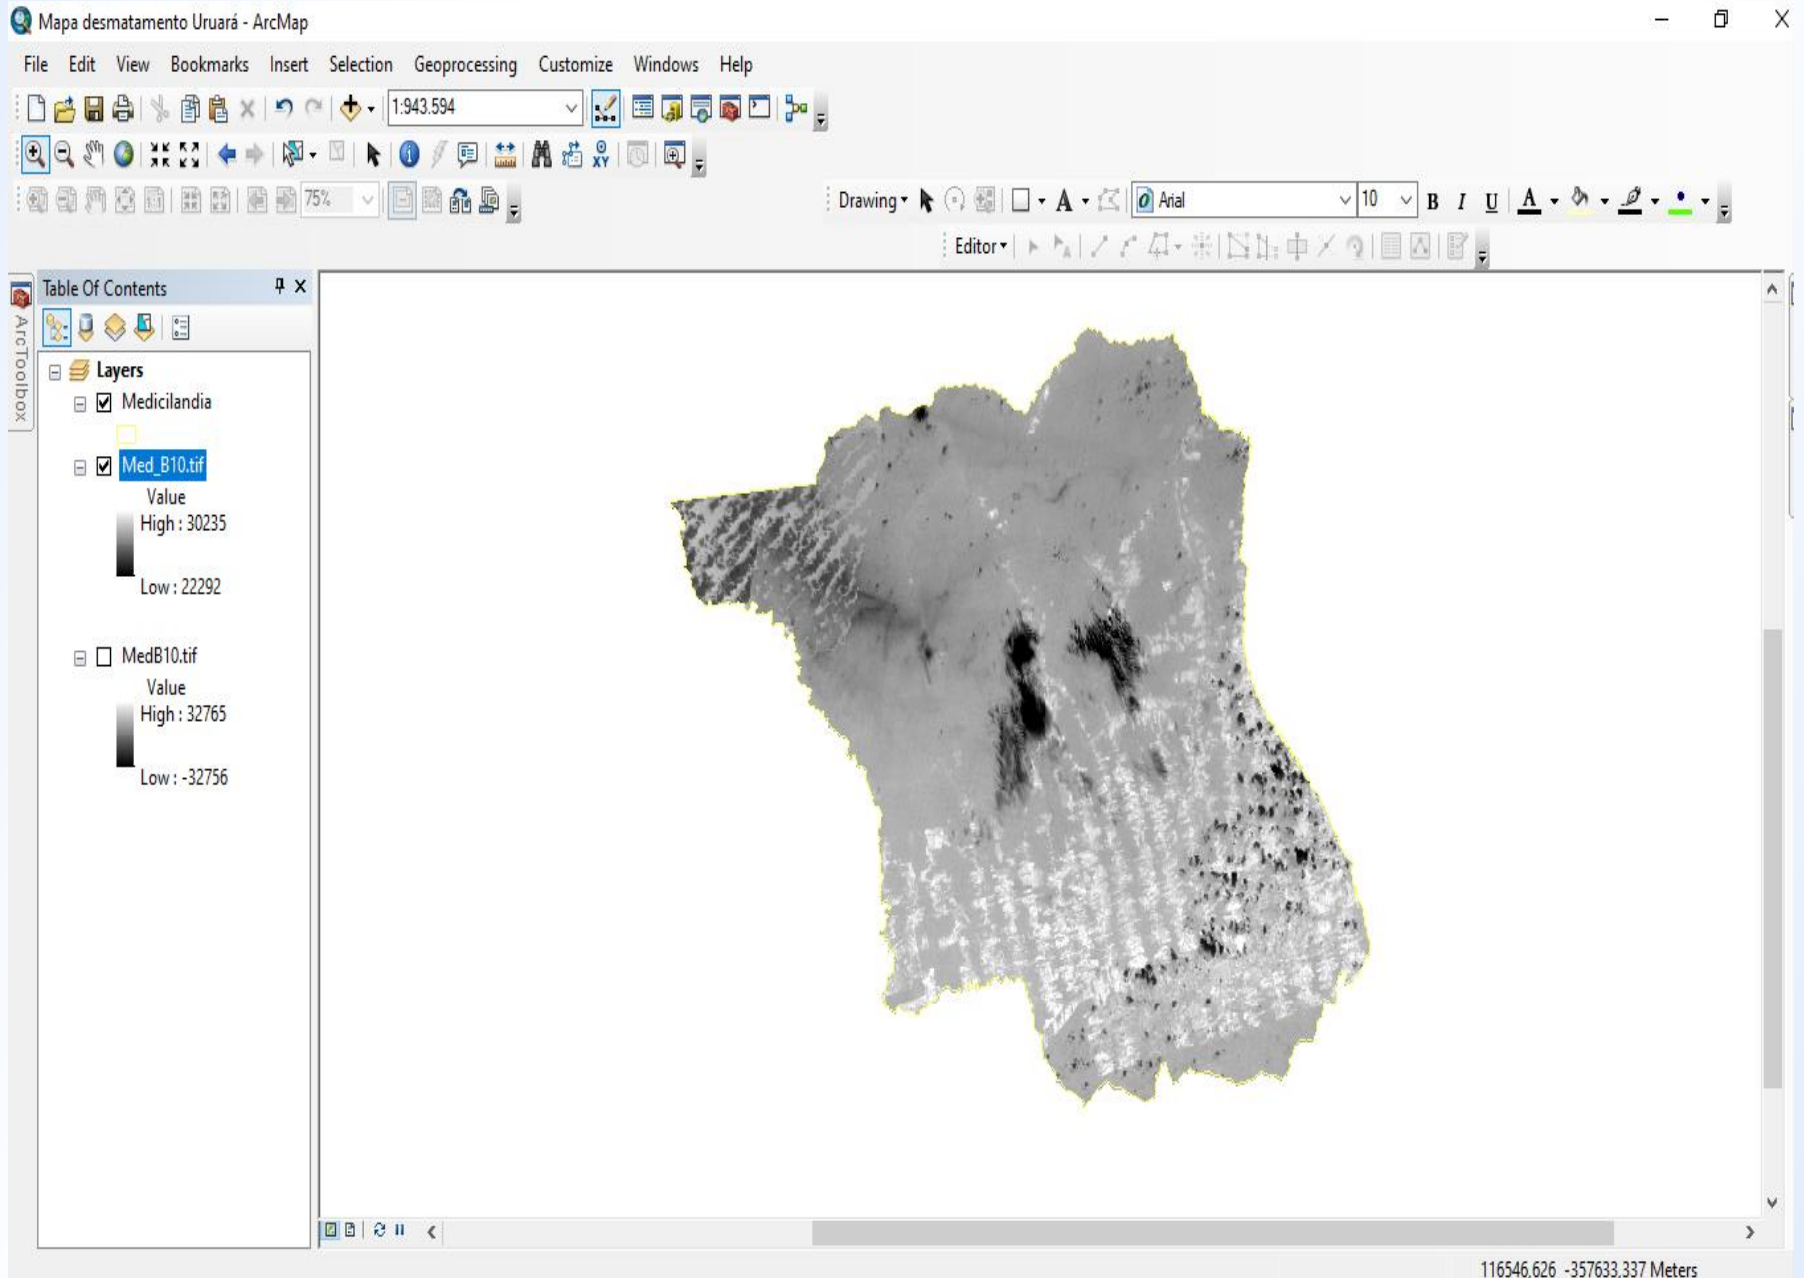 Mapa desmatamento Uruará - ArcMap
File Edit View Bookmarks Insert Selection Geoprocessing Customize Windows Help
1:943.594
XY
75%
Drawing A Arial 10 B I U A
Editor
ArcToolbox
Table Of Contents
Layers
Medicilandia
Med_B10.tif
Value
High : 30235
Low : 22292
MedB10.tif
Value
High : 32765
Low : -32756
116546,626 -357633,337 Meters